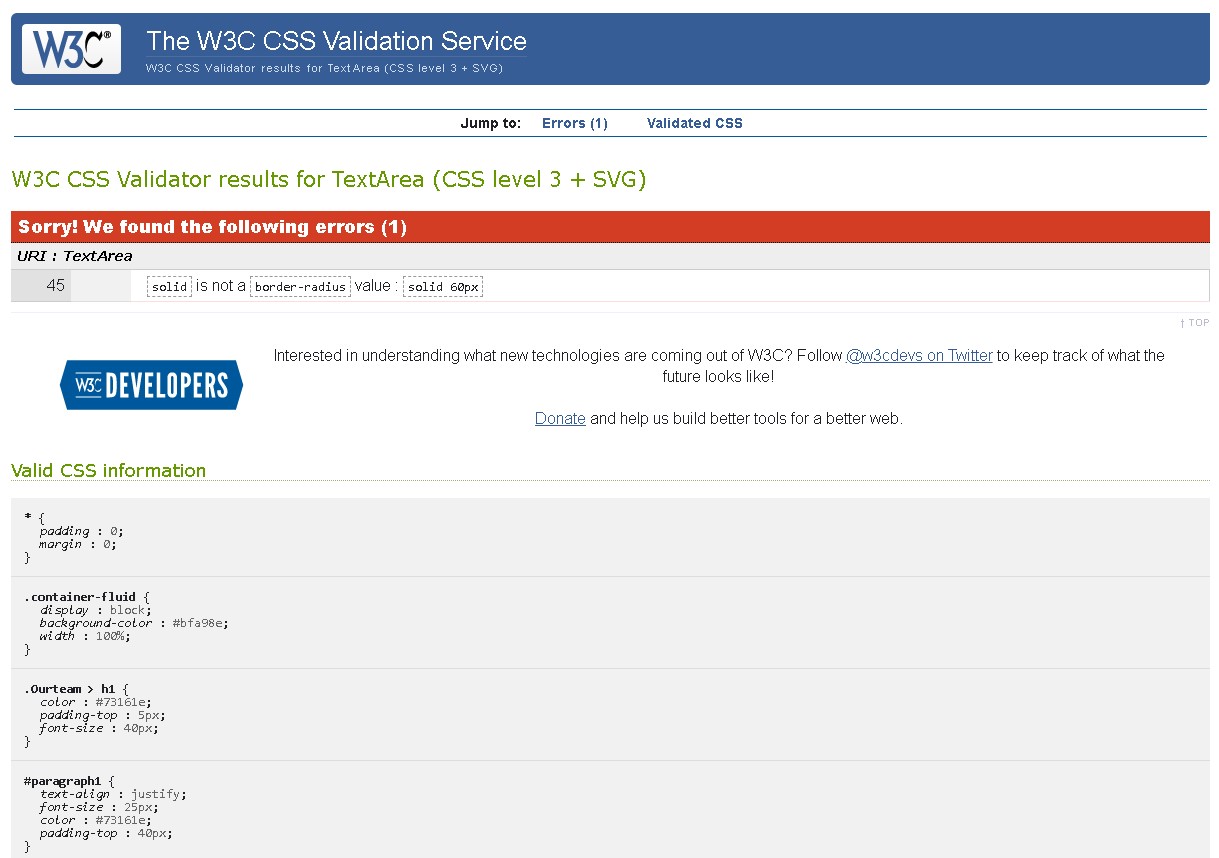 W3C®
The W3C CSS Validation Service
W3C CSS Validator results for TextArea (CSS level 3 + SVG)
Jump to: Errors (1) Validated CSS
W3C CSS Validator results for TextArea (CSS level 3 + SVG)
Sorry! We found the following errors (1)
URI : TextArea
45 solid is not a border-radius value : solid 60px
↑ TOP
W3C DEVELOPERS
Interested in understanding what new technologies are coming out of W3C? Follow @w3cdevs on Twitter to keep track of what the
future looks like!
Donate and help us build better tools for a better web.
Valid CSS information
* {
padding : 0;
margin : 0;
}
.container-fluid {
display : block;
background-color : #bfa98e;
width : 100%;
}
.Ourteam > h1 {
color : #73161e;
padding-top : 5px;
font-size : 40px;
}
#paragraph1 {
text-align : justify;
font-size : 25px;
color : #73161e;
padding-top : 40px;
}